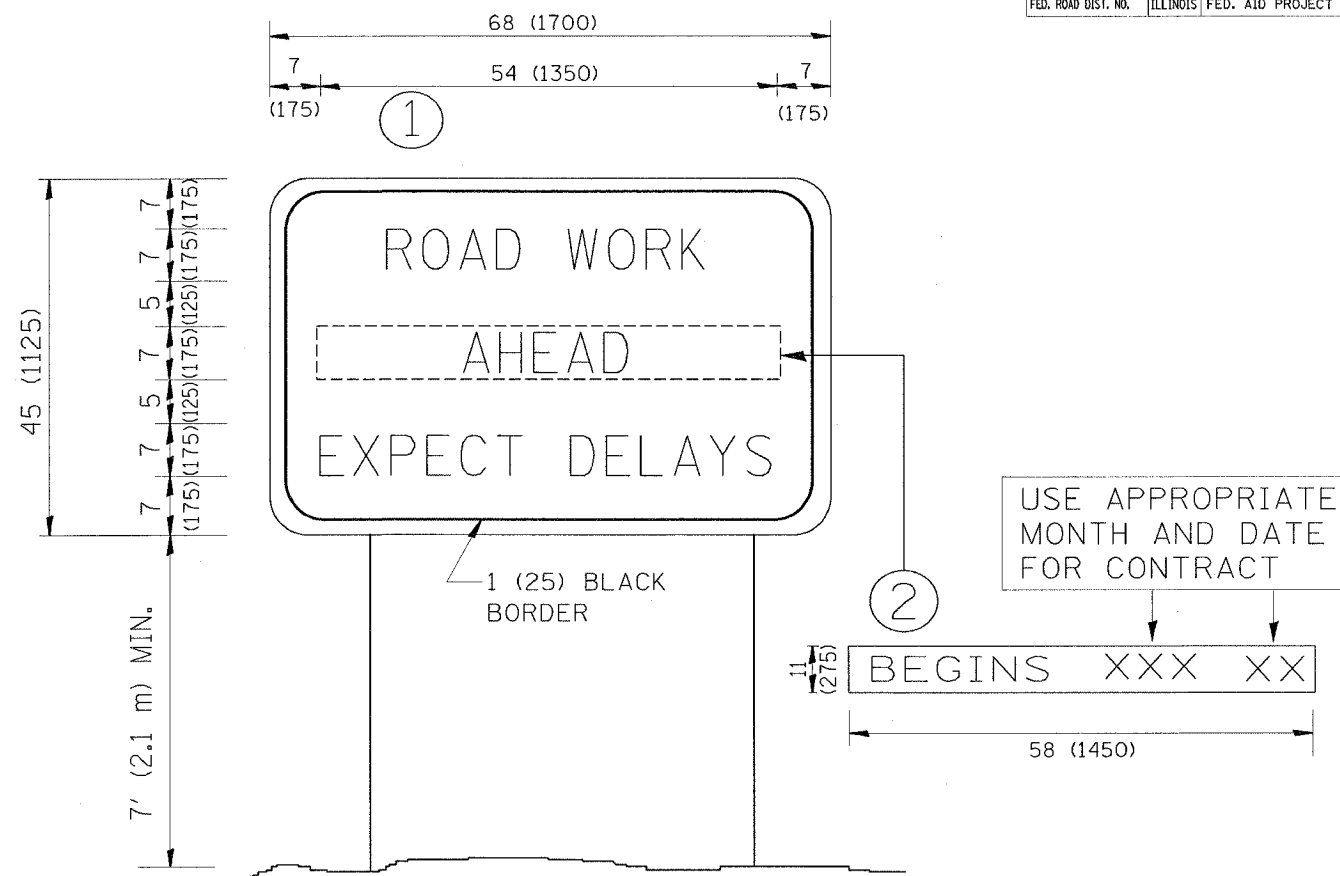 FED. ROAD DIST. NO. ILLINOIS FED. AID PROJECT
68 (1700)
7 54 (1350) 7
(175) (175)
1
7 (175)
7 (175)
5 (125)
7 (175)
5 (125)
7 (175)
7 (175)
45 (1125)
ROAD WORK
AHEAD
EXPECT DELAYS
1 (25) BLACK
BORDER
7' (2.1 m) MIN.
USE APPROPRIATE
MONTH AND DATE
FOR CONTRACT
2
11
(275)
BEGINS XXX XX
58 (1450)